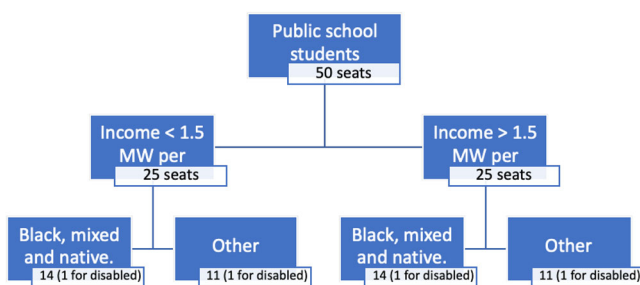 Public school
students
50 seats
Income < 1.5
MW per
25 seats
Income > 1.5
MW per
25 seats
Black, mixed
and native.
14 (1 for disabled)
Other
11 (1 for disabled)
Black, mixed
and native.
14 (1 for disabled)
Other
11 (1 for disabled)